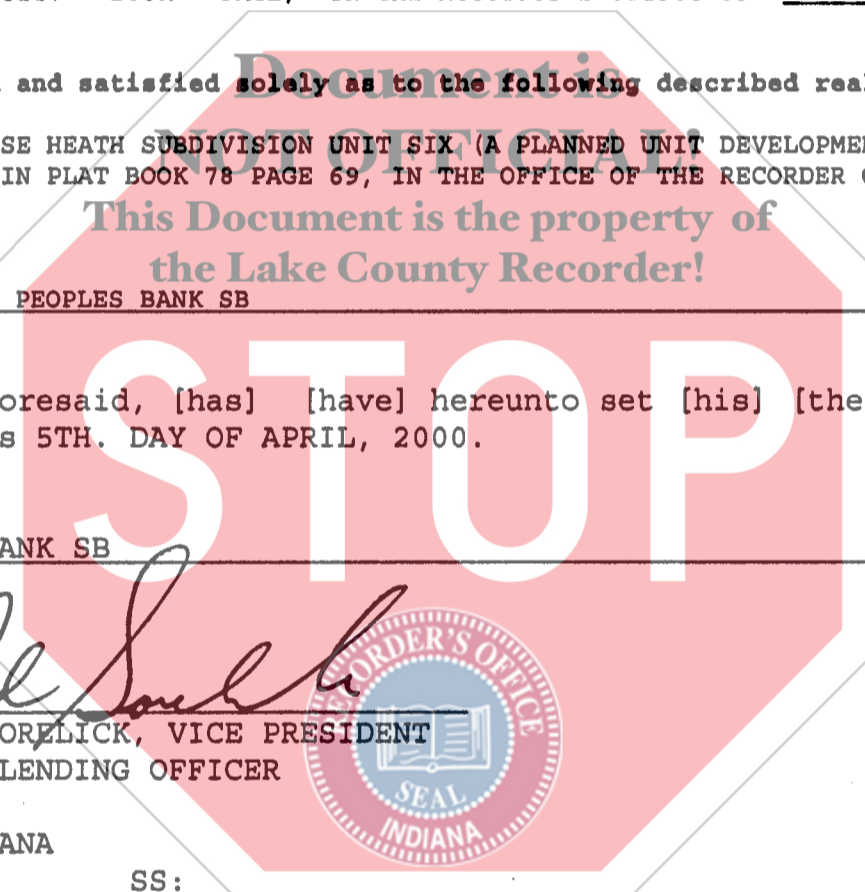 and satisfied solely as to the following described rea
Document is
SE HEATH SUBDIVISION UNIT SIX (A PLANNED UNIT DEVELOPME
NOT OFFICIAL!
IN PLAT BOOK 78 PAGE 69, IN THE OFFICE OF THE RECORDER
This Document is the property of
the Lake County Recorder!
PEOPLES BANK SB
STOP
oresaid, [has] [have] hereunto set [his] [the
s 5TH. DAY OF APRIL, 2000.
ANK SB
RECORDER'S OFFICE
ORELICK, VICE PRESIDENT
LENDING OFFICER
SEAL
INDIANA
ANA
SS: